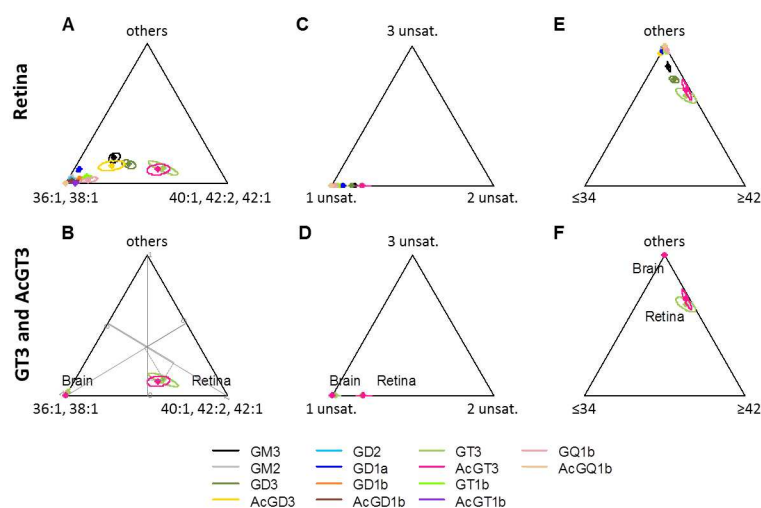 A
C
E
others
3 unsat.
others
Retina
36:1, 38:1
40:1, 42:2, 42:1
1 unsat.
2 unsat.
≤34
≥42
B
D
F
others
3 unsat.
others
GT3 and AcGT3
Brain
Retina
Brain
Retina
Brain
Retina
36:1, 38:1
40:1, 42:2, 42:1
1 unsat.
2 unsat.
≤34
≥42
GM3
GD2
GT3
GQ1b
GM2
GD1a
AcGT3
AcGQ1b
GD3
GD1b
GT1b
AcGD3
AcGD1b
AcGT1b